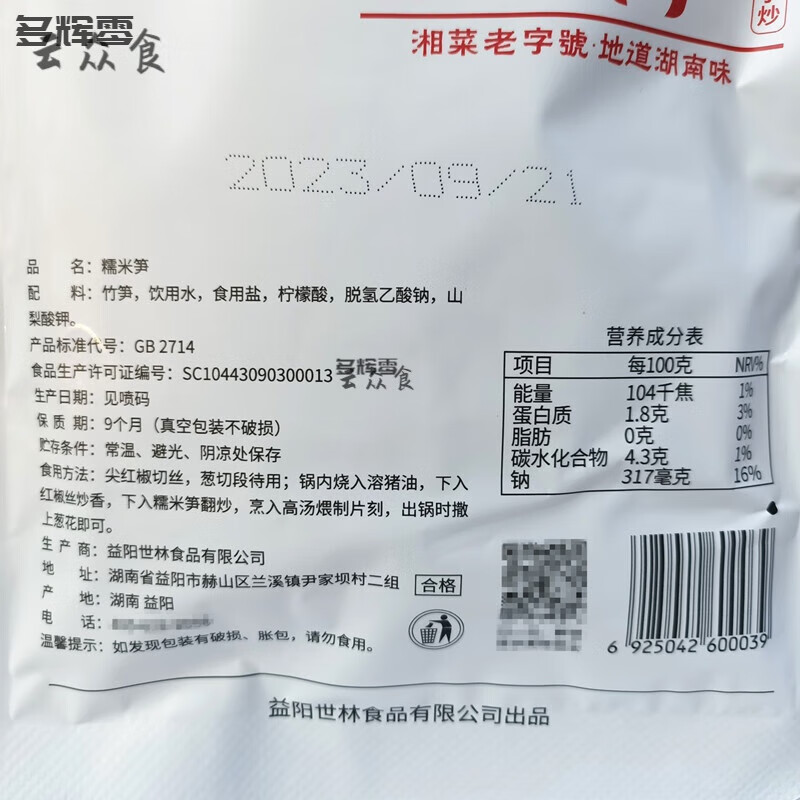 多辉零
云众食
炒
湘菜老字號·地道湖南味
2023/09/21
品 名：糯米笋
配 料：竹笋，饮用水，食用盐，柠檬酸，脱氢乙酸钠，山
梨酸钾。
产品标准代号：GB 2714
食品生产许可证编号：SC10443090300013
多辉零
云众食
生产日期：见喷码
保 质 期：9个月（真空包装不破损）
贮存条件：常温、避光、阴凉处保存
食用方法：尖红椒切丝，葱切段待用；锅内烧入溶猪油，下入
红椒丝炒香，下入糯米笋翻炒，烹入高汤煨制片刻，出锅时撒
上葱花即可。
生 产 商：益阳世林食品有限公司
地 址：湖南省益阳市赫山区兰溪镇尹家坝村二组
产 地：湖南 益阳
电 话：
温馨提示：如发现包装有破损、胀包，请勿食用。
合格
营养成分表
项目 每100克 NRV%
能量 104千焦 1%
蛋白质 1.8克 3%
脂肪 0克 0%
碳水化合物 4.3克 1%
钠 317毫克 16%
6 925042 600039
益阳世林食品有限公司出品